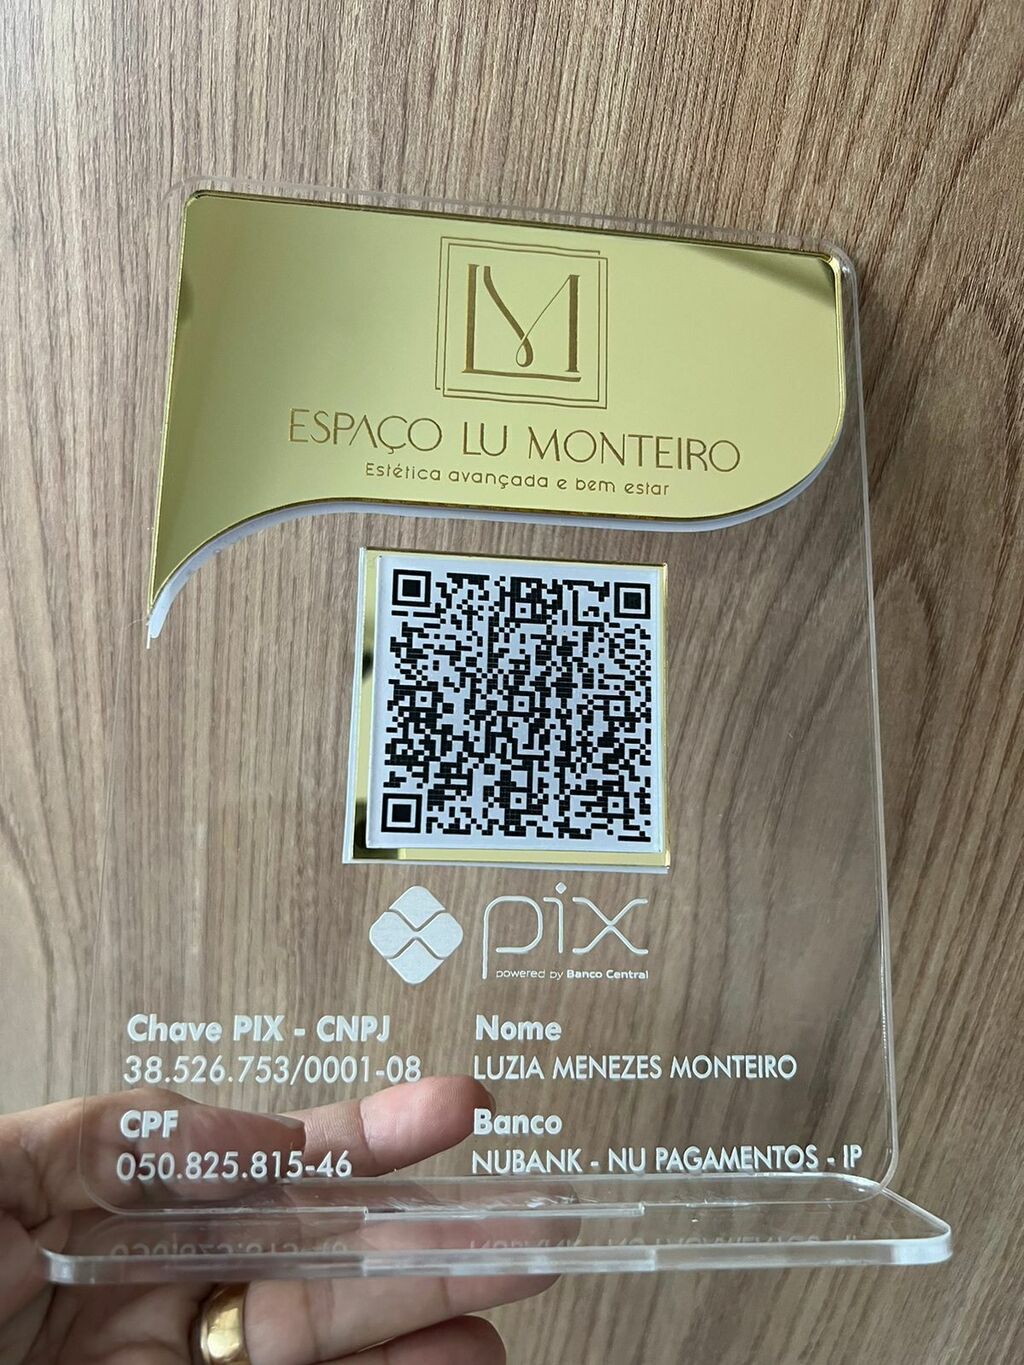 LM
ESPAÇO LU MONTEIRO
Estética avançada e bem estar
pix
powered by Banco Central
Chave PIX - CNPJ
38.526.753/0001-08
Nome
LUZIA MENEZES MONTEIRO
CPF
050.825.815-46
Banco
NUBANK - NU PAGAMENTOS - IP